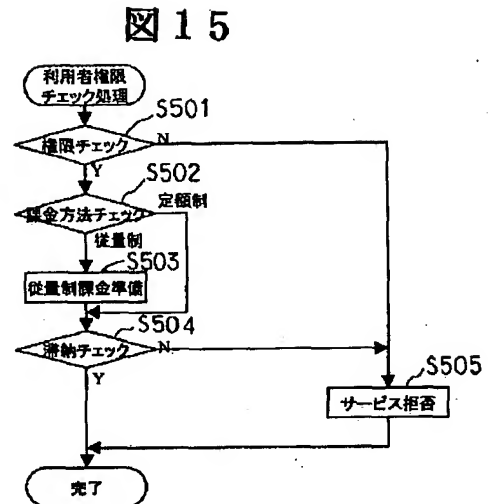 図15
利用者権限
チェック処理
S501
権限チェック
N
Y
S502
課金方法チェック
定額制
従量制
S503
従量制課金準備
S504
滞納チェック
N
Y
S505
サービス拒否
完了